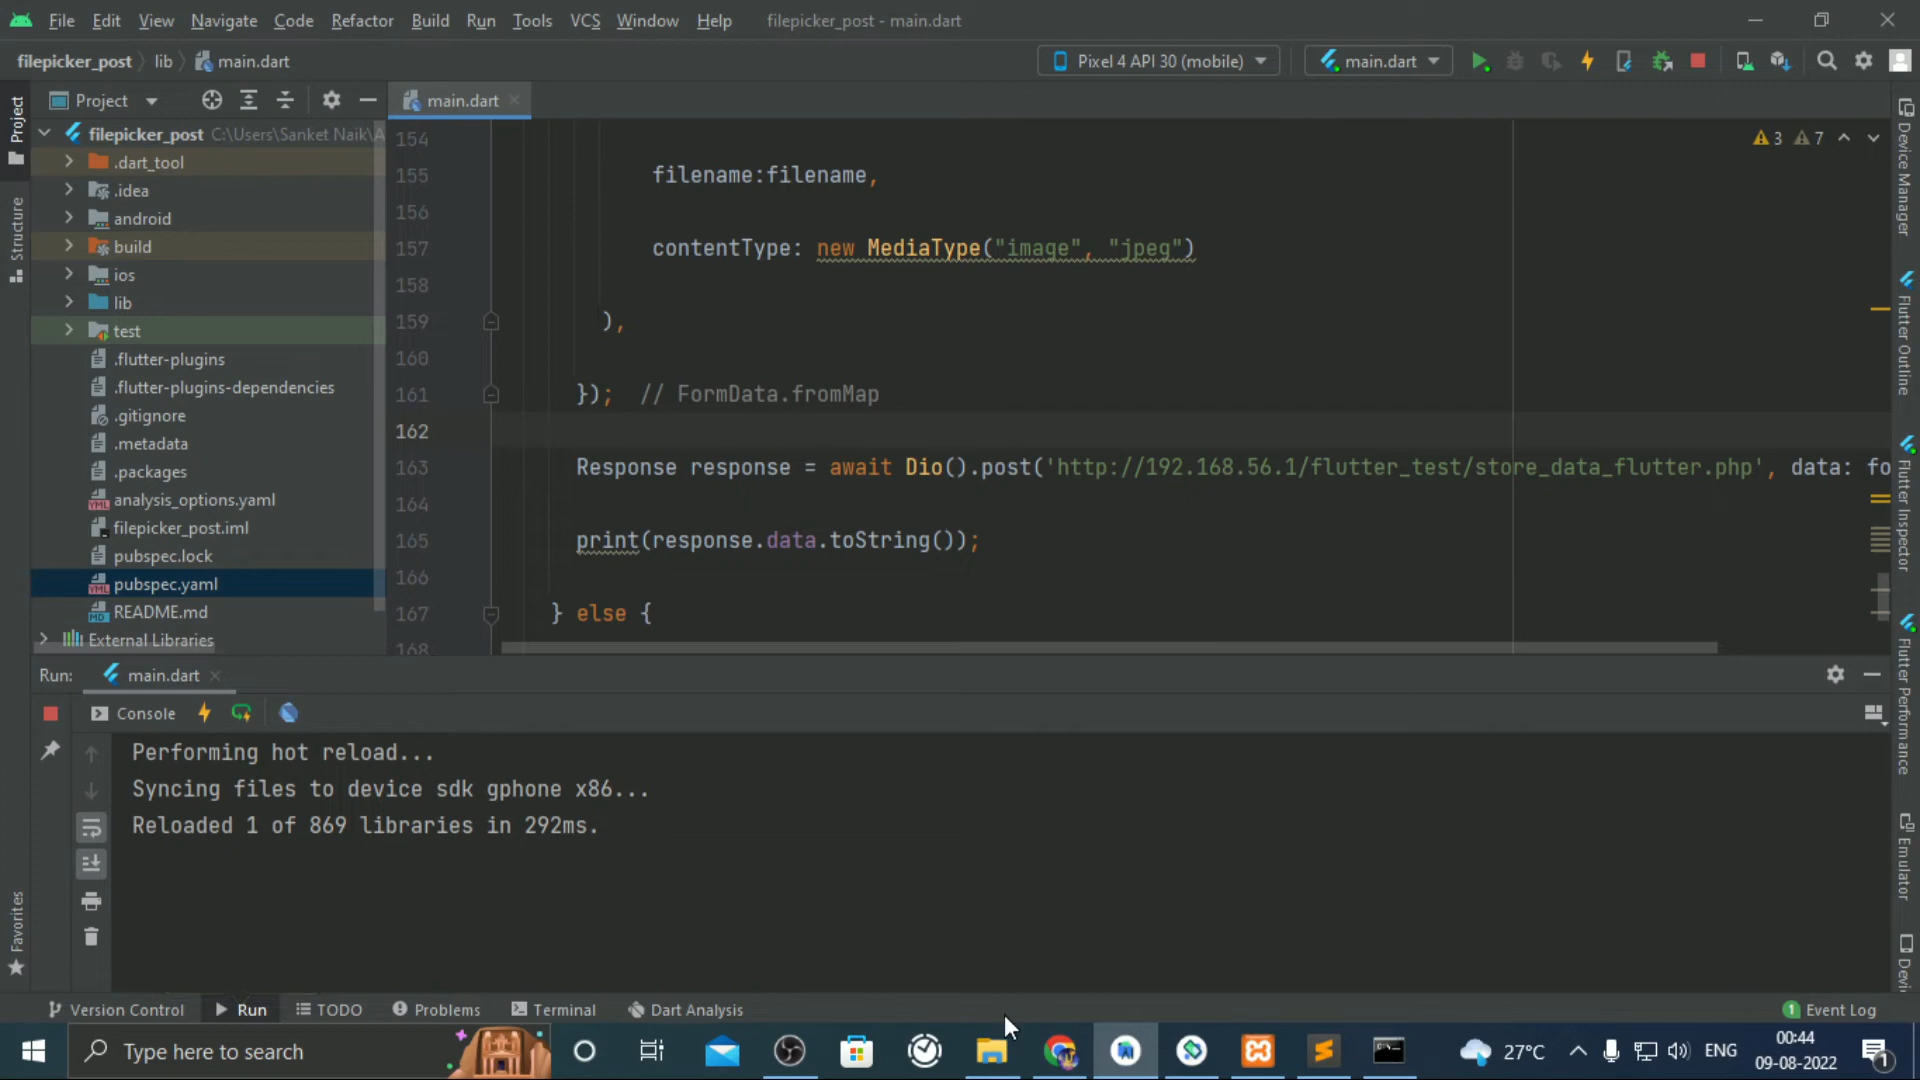 File Edit View Navigate Code Refactor Build Run Tools VCS Window Help filepicker_post - main.dart
filepicker_post lib main.dart Pixel 4 API 30 (mobile) main.dart
Project main.dart
filepicker_post C:\Users\Sanket Naik\A
.dart_tool
.idea
android
build
ios
lib
test
.flutter-plugins
.flutter-plugins-dependencies
.gitignore
.metadata
.packages
analysis_options.yaml
filepicker_post.iml
pubspec.lock
pubspec.yaml
README.md
External Libraries
Project
Structure
Favorites
3 7
154
155 filename:filename,
156
157 contentType: new MediaType("image", "jpeg")
158
159 ),
160
161 }); // FormData.fromMap
162
163 Response response = await Dio().post('http://192.168.56.1/flutter_test/store_data_flutter.php', data: fo
164
165 print(response.data.toString());
166
167 } else {
168
Device Manager
Flutter Outline
Flutter Inspector
Flutter Performance
Emulator
Devi
Run: main.dart
Console
Performing hot reload...
Syncing files to device sdk gphone x86...
Reloaded 1 of 869 libraries in 292ms.
Version Control Run TODO Problems Terminal Dart Analysis 1 Event Log
Type here to search 27°C ENG 00:44
09-08-2022 1